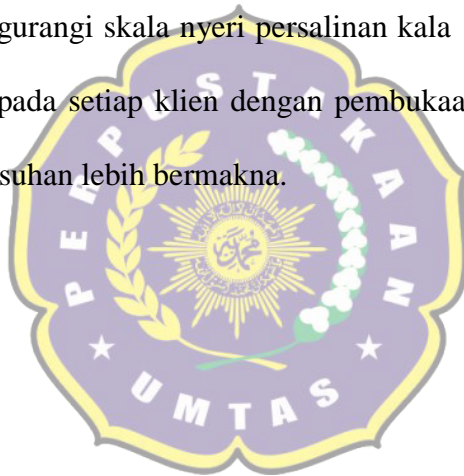 gurangi skala nyeri persalinan kala
pada setiap klien dengan pembukaa
suhan lebih bermakna.
PERPUSTAKAAN
UMTAS